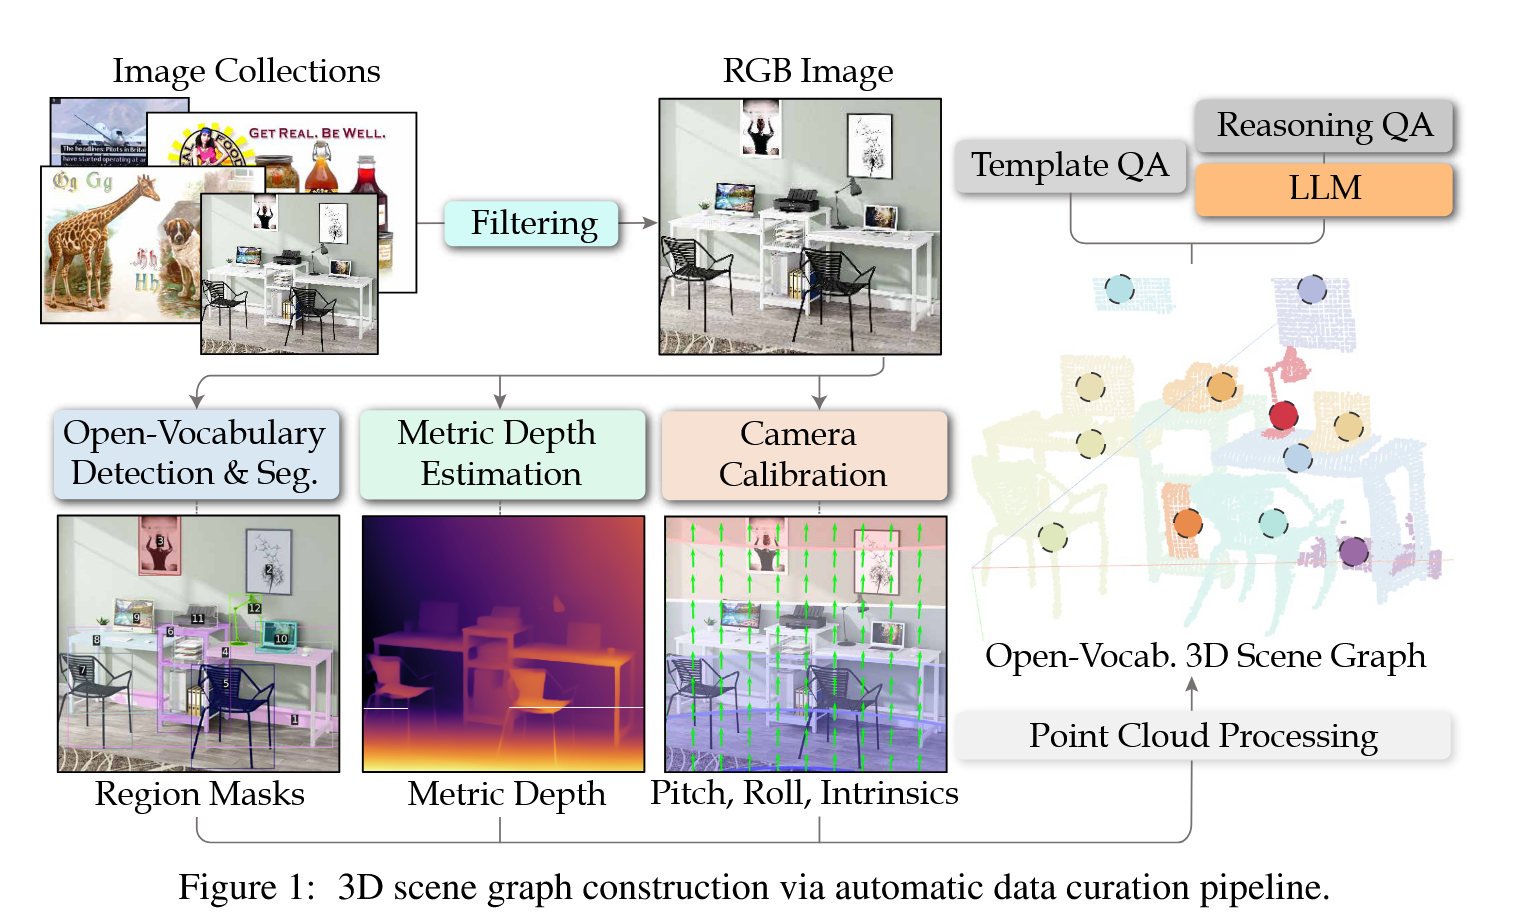 Image Collections
RGB Image
The headlines: Pilots in Britain
have started operating at
GET REAL. BE WELL.
FOOD
Gg Gg
Hh
Hb
Filtering
Template QA
Reasoning QA
LLM
Open-Vocabulary
Detection & Seg.
Metric Depth
Estimation
Camera
Calibration
3
2
12
9
11
10
8
6
4
7
5
1
Region Masks
Metric Depth
Pitch, Roll, Intrinsics
Open-Vocab. 3D Scene Graph
Point Cloud Processing
Figure 1: 3D scene graph construction via automatic data curation pipeline.